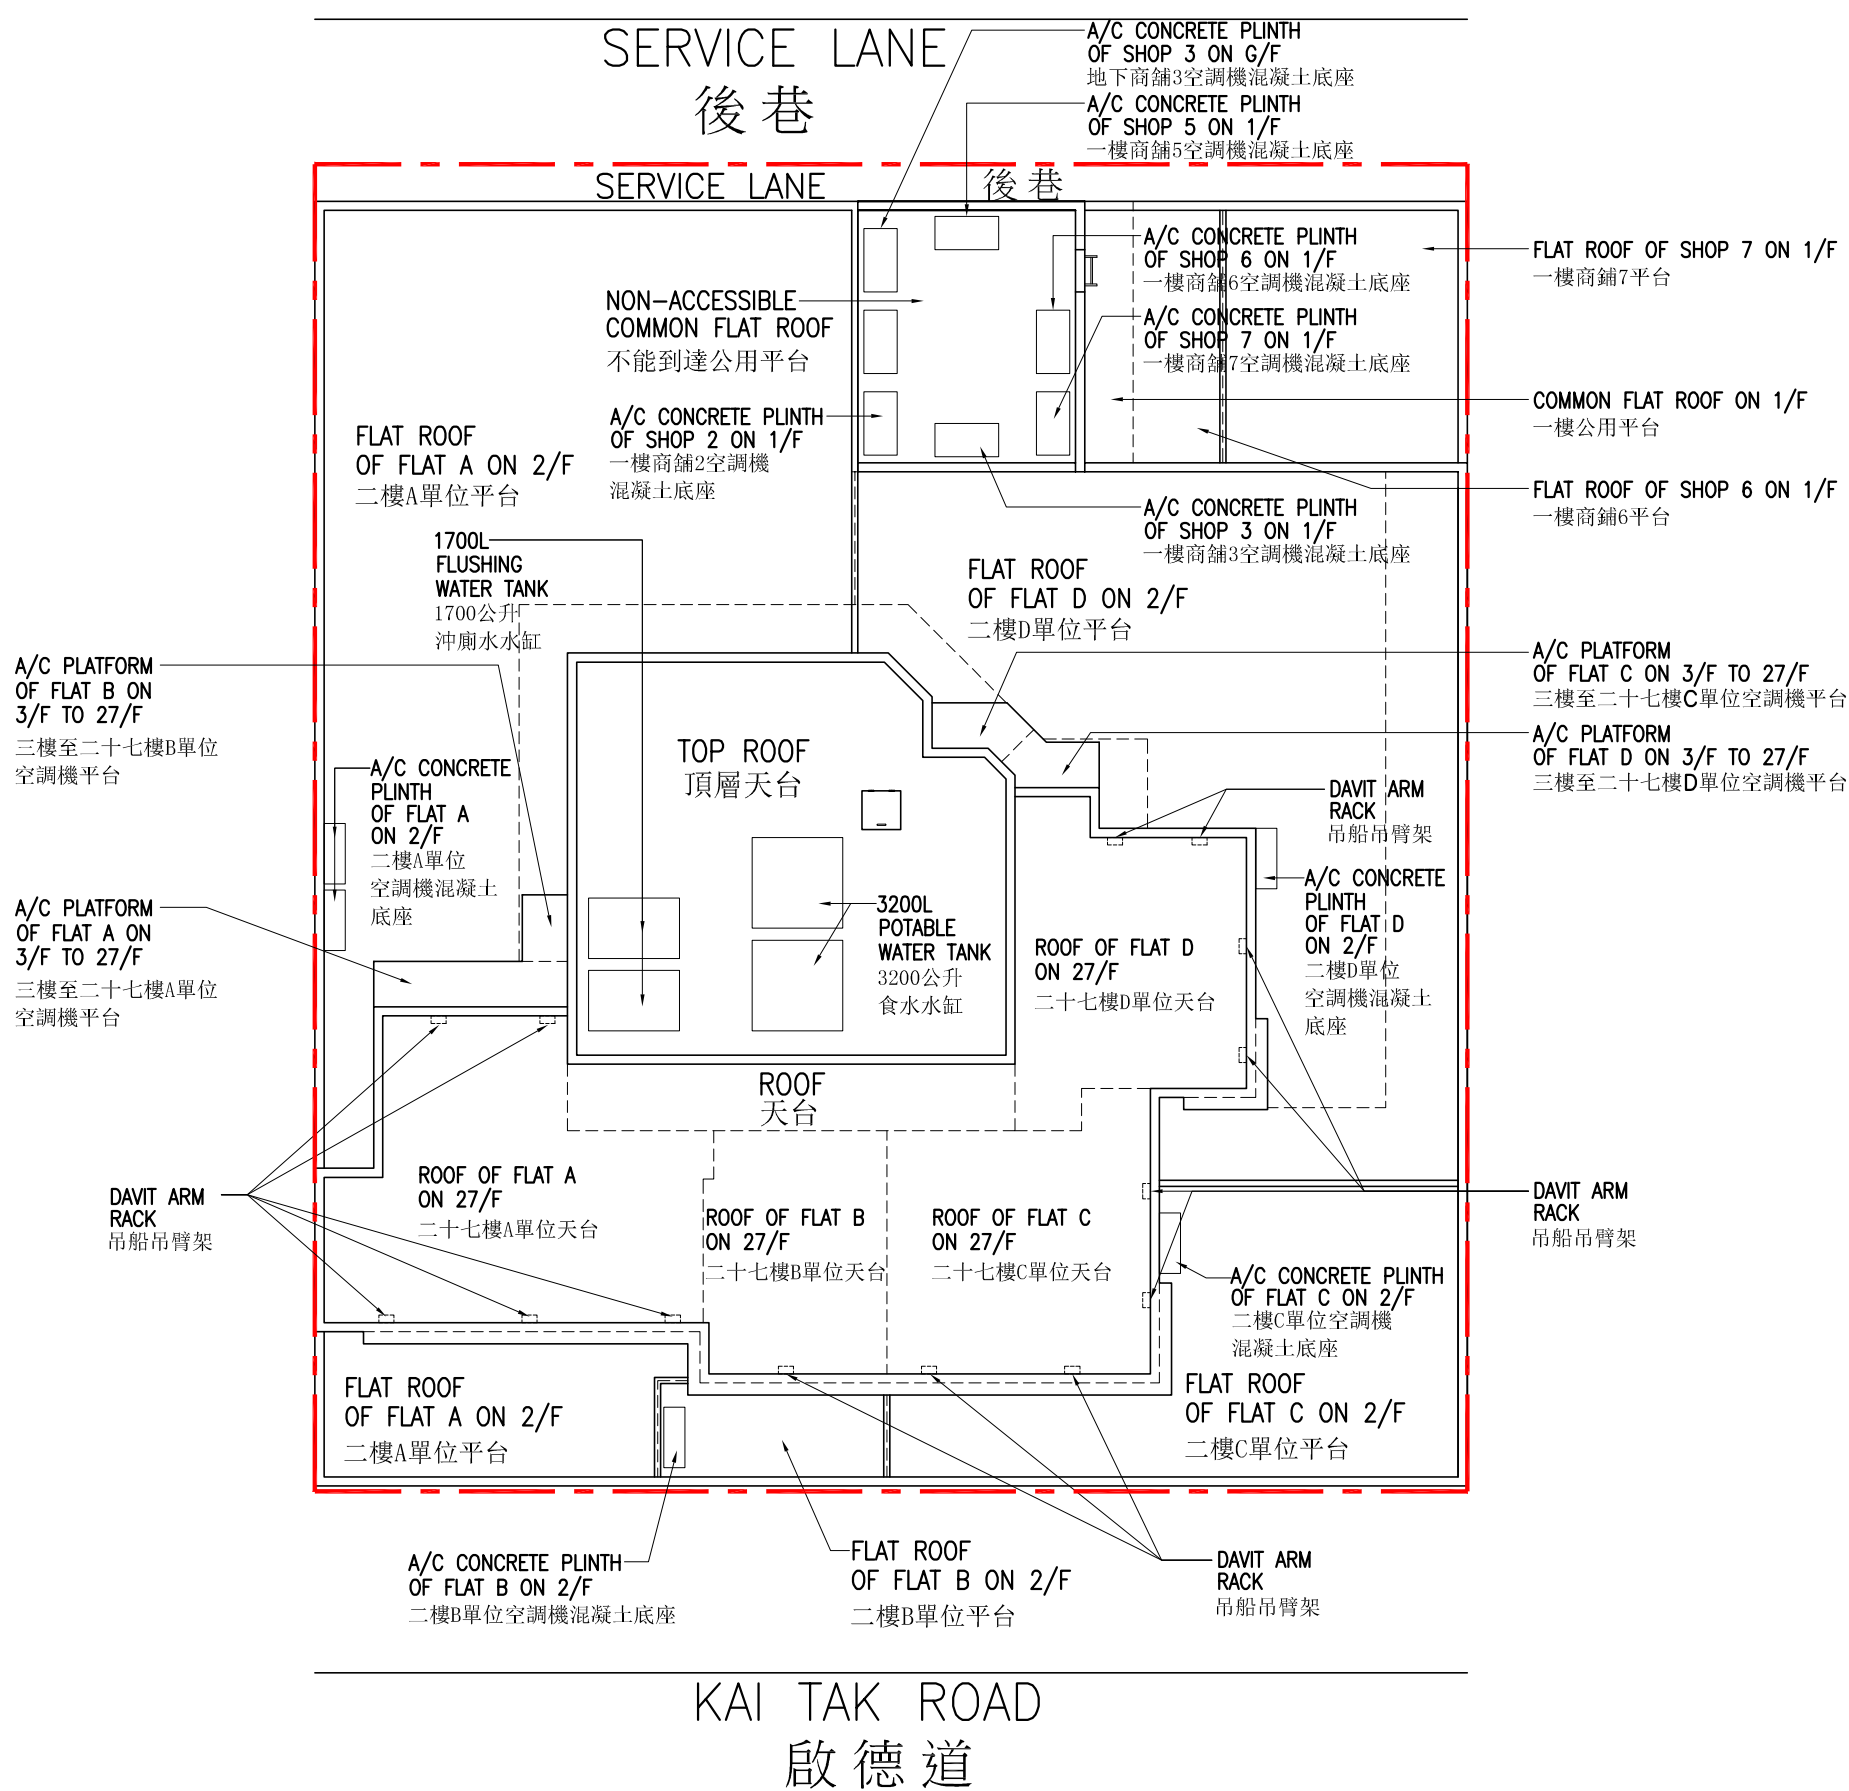 SERVICE LANE
後巷
A/C CONCRETE PLINTH
OF SHOP 3 ON G/F
地下商舖3空調機混凝土底座
A/C CONCRETE PLINTH
OF SHOP 5 ON 1/F
一樓商舖5空調機混凝土底座
SERVICE LANE 後巷
A/C CONCRETE PLINTH
OF SHOP 6 ON 1/F
一樓商舖6空調機混凝土底座
FLAT ROOF OF SHOP 7 ON 1/F
一樓商鋪7平台
NON-ACCESSIBLE
COMMON FLAT ROOF
不能到達公用平台
A/C CONCRETE PLINTH
OF SHOP 7 ON 1/F
一樓商舖7空調機混凝土底座
COMMON FLAT ROOF ON 1/F
一樓公用平台
A/C CONCRETE PLINTH
OF SHOP 2 ON 1/F
一樓商舖2空調機
混凝土底座
FLAT ROOF
OF FLAT A ON 2/F
二樓A單位平台
FLAT ROOF OF SHOP 6 ON 1/F
一樓商鋪6平台
A/C CONCRETE PLINTH
OF SHOP 3 ON 1/F
一樓商舖3空調機混凝土底座
1700L
FLUSHING
WATER TANK
1700公升
沖廁水水缸
FLAT ROOF
OF FLAT D ON 2/F
二樓D單位平台
A/C PLATFORM
OF FLAT B ON
3/F TO 27/F
三樓至二十七樓B單位
空調機平台
A/C PLATFORM
OF FLAT C ON 3/F TO 27/F
三樓至二十七樓C單位空調機平台
A/C PLATFORM
OF FLAT D ON 3/F TO 27/F
三樓至二十七樓D單位空調機平台
TOP ROOF
頂層天台
A/C CONCRETE
PLINTH
OF FLAT A
ON 2/F
二樓A單位
空調機混凝土
底座
DAVIT ARM
RACK
吊船吊臂架
A/C CONCRETE
PLINTH
OF FLAT D
ON 2/F
二樓D單位
空調機混凝土
底座
A/C PLATFORM
OF FLAT A ON
3/F TO 27/F
三樓至二十七樓A單位
空調機平台
3200L
POTABLE
WATER TANK
3200公升
食水水缸
ROOF OF FLAT D
ON 27/F
二十七樓D單位天台
ROOF
天台
DAVIT ARM
RACK
吊船吊臂架
ROOF OF FLAT A
ON 27/F
二十七樓A單位天台
ROOF OF FLAT B
ON 27/F
二十七樓B單位天台
ROOF OF FLAT C
ON 27/F
二十七樓C單位天台
DAVIT ARM
RACK
吊船吊臂架
A/C CONCRETE PLINTH
OF FLAT C ON 2/F
二樓C單位空調機
混凝土底座
FLAT ROOF
OF FLAT A ON 2/F
二樓A單位平台
FLAT ROOF
OF FLAT C ON 2/F
二樓C單位平台
A/C CONCRETE PLINTH
OF FLAT B ON 2/F
二樓B單位空調機混凝土底座
FLAT ROOF
OF FLAT B ON 2/F
二樓B單位平台
DAVIT ARM
RACK
吊船吊臂架
KAI TAK ROAD
啟德道